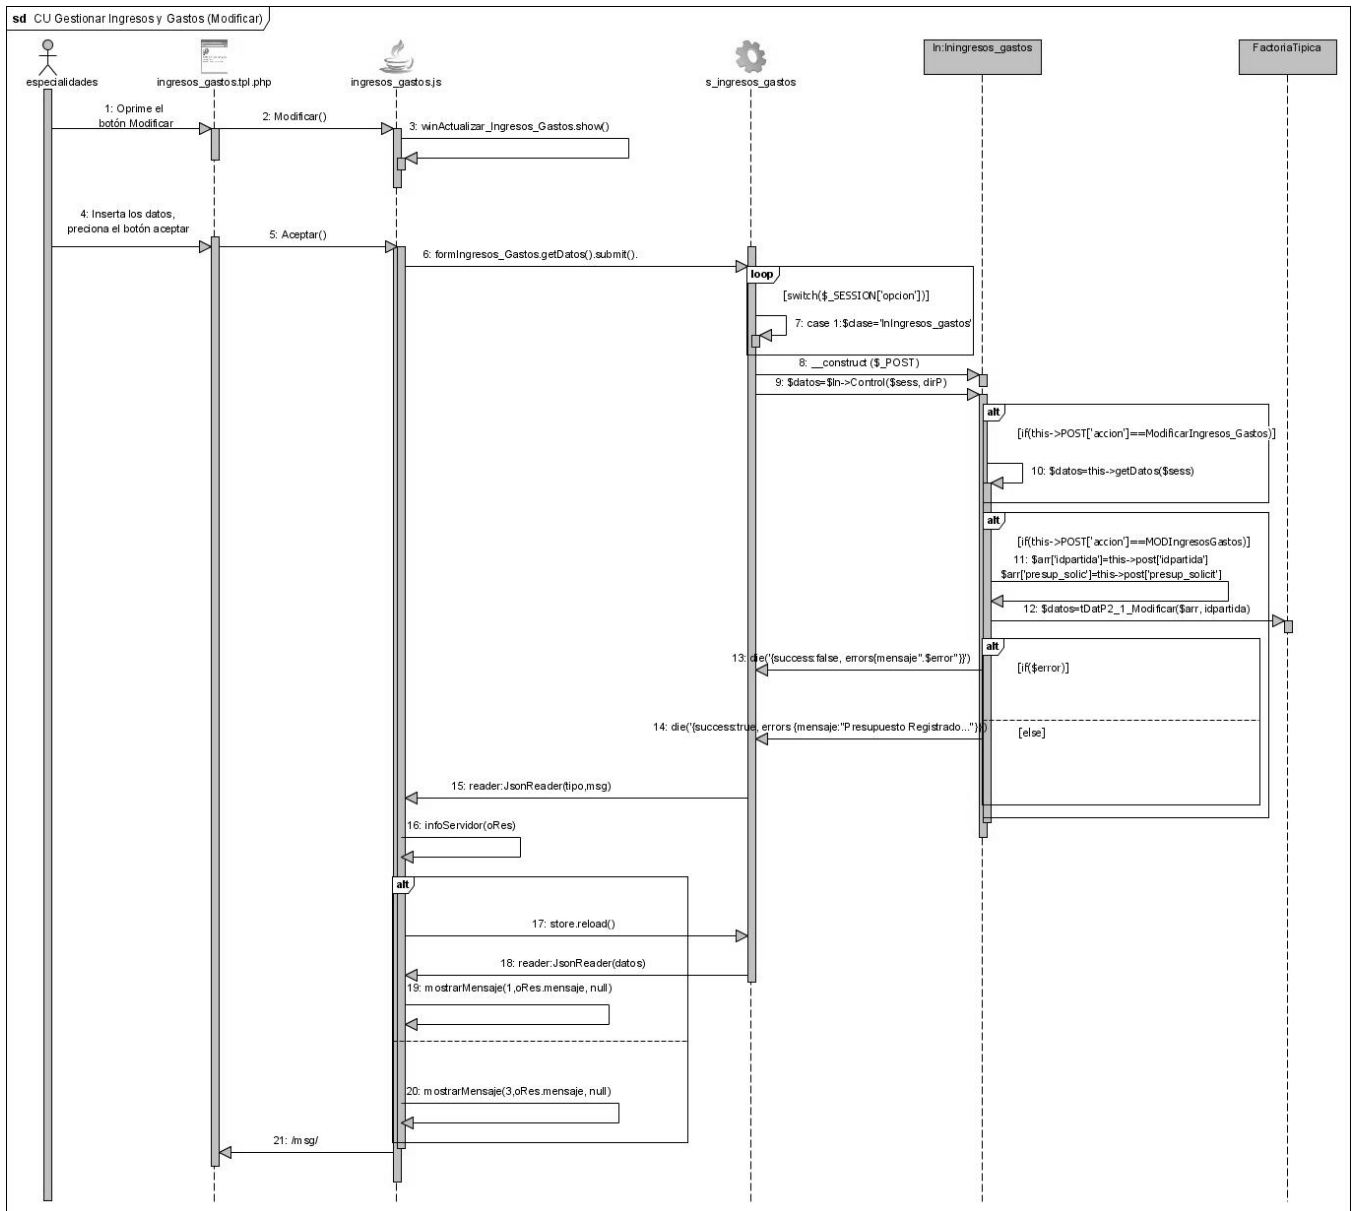 sd CU Gestionar Ingresos y Gastos (Modificar)
especialidades
ingresos_gastos.tpl.php
ingresos_gastos.js
s_ingresos_gastos
In:Iningresos_gastos
FactoriaTipica
1: Oprime el
botón Modificar
2: Modificar()
3: winActualizar_Ingresos_Gastos.show()
4: Inserta los datos,
preciona el botón aceptar
5: Aceptar()
6: formIngresos_Gastos.getDatos().submit().
loop
[switch($_SESSION['opcion'])]
7: case 1:$clase='InIngresos_gastos'
8: __construct ($_POST)
9: $datos=$In->Control($sess, dirP)
alt
[if(this->POST['accion']==ModificarIngresos_Gastos)]
10: $datos=this->getDatos($sess)
alt
[if(this->POST['accion']==MODIngresosGastos)]
11: $arr['idpartida']=this->post['idpartida']
$arr['presup_solic']=this->post['presup_solicit']
12: $datos=tDatP2_1_Modificar($arr, idpartida)
alt
13: die('{success:false, errors{mensaje".$error"}}')
[if($error)]
14: die('{success:true, errors {mensaje:"Presupuesto Registrado..."}}')
[else]
15: reader:JsonReader(tipo,msg)
16: infoServidor(oRes)
alt
17: store.reload()
18: reader:JsonReader(datos)
19: mostrarMensaje(1,oRes.mensaje, null)
20: mostrarMensaje(3,oRes.mensaje, null)
21: /msg/